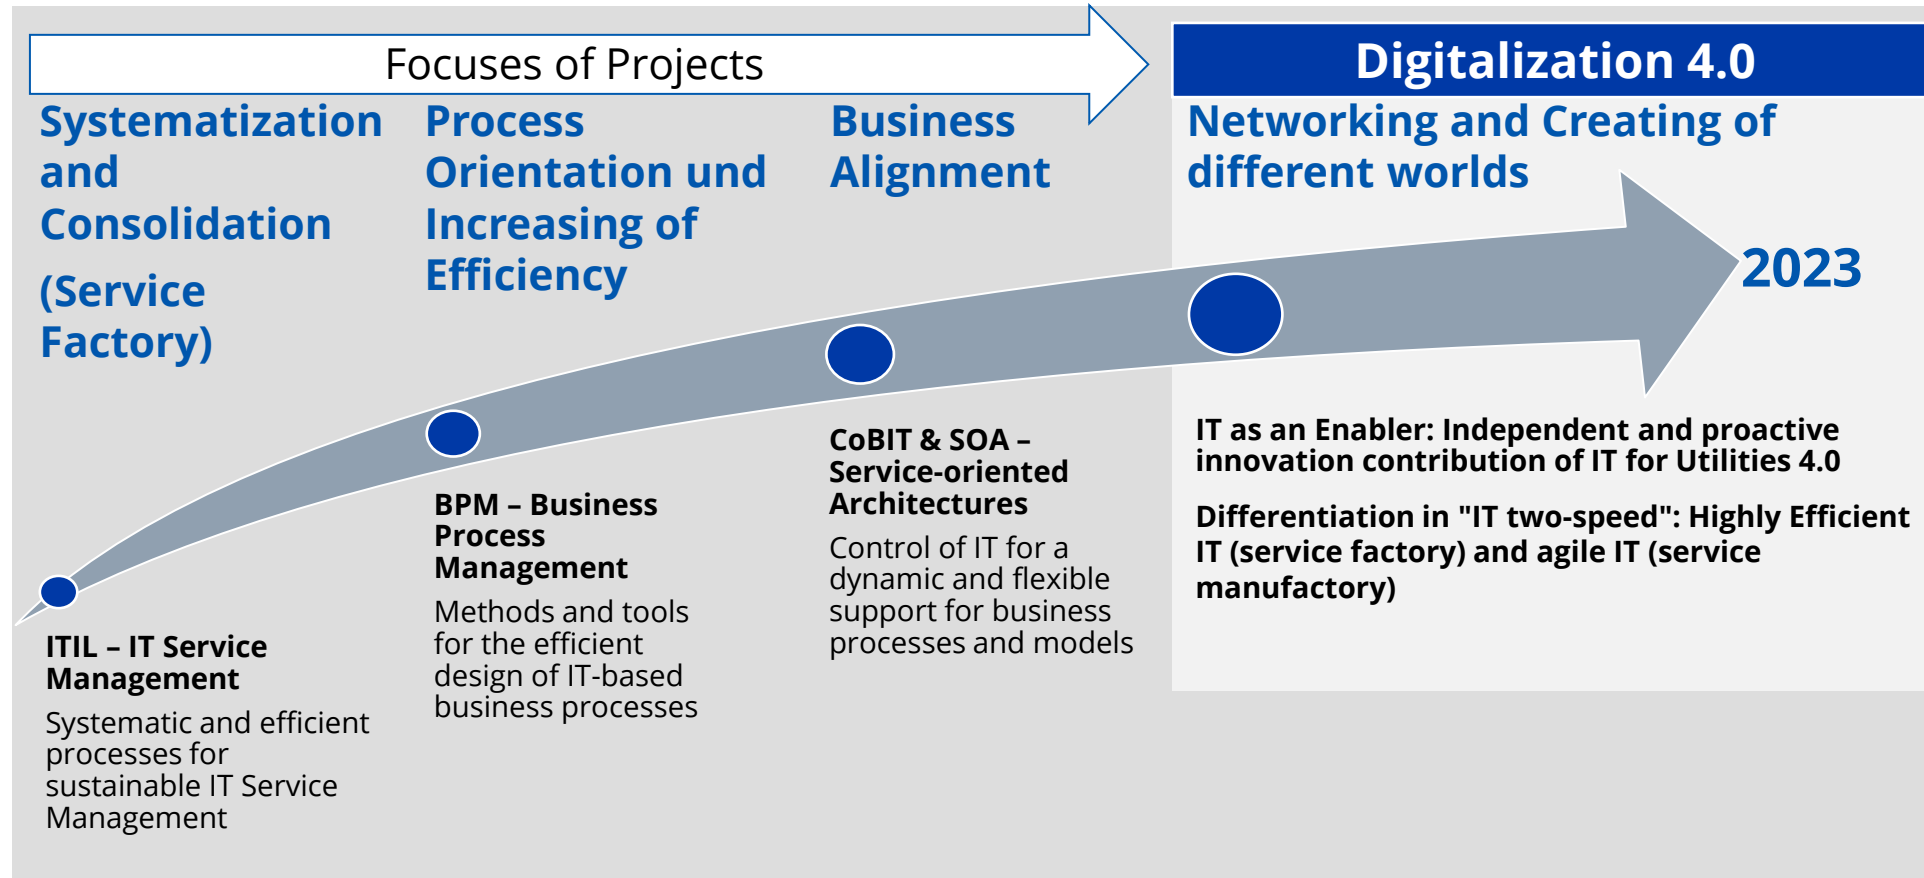 Focuses of Projects
Digitalization 4.0
Systematization
and
Consolidation
(Service
Factory)
Process
Orientation und
Increasing of
Efficiency
Business
Alignment
Networking and Creating of
different worlds
2023
ITIL – IT Service
Management
Systematic and efficient
processes for
sustainable IT Service
Management
BPM – Business
Process
Management
Methods and tools
for the efficient
design of IT-based
business processes
CoBIT & SOA –
Service-oriented
Architectures
Control of IT for a
dynamic and flexible
support for business
processes and models
IT as an Enabler: Independent and proactive
innovation contribution of IT for Utilities 4.0
Differentiation in "IT two-speed": Highly Efficient
IT (service factory) and agile IT (service
manufactory)